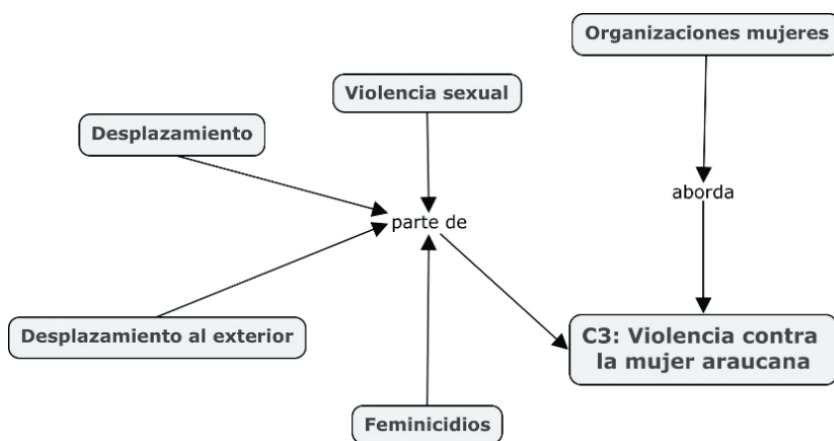 Organizaciones mujeres
Violencia sexual
Desplazamiento
aborda
parte de
Desplazamiento al exterior
C3: Violencia contra
la mujer araucana
Feminicidios